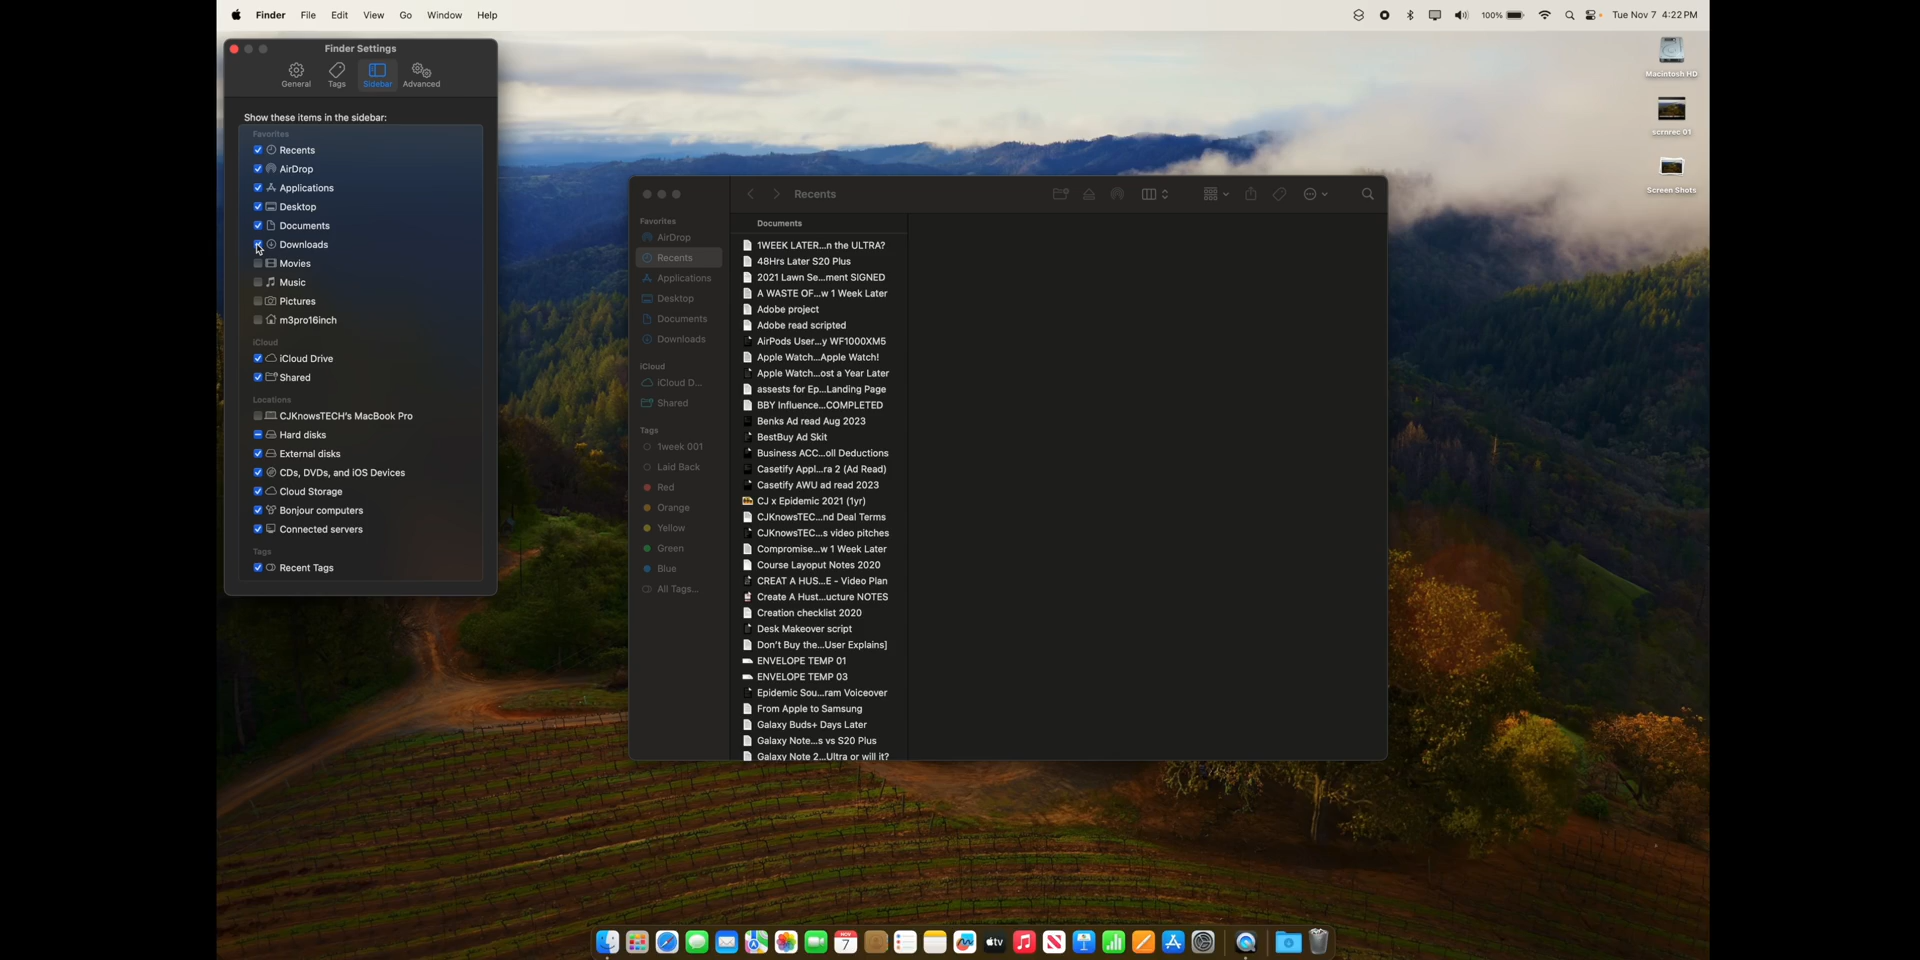 Finder File Edit View Go Window Help
100% Tue Nov 7 4:22 PM
Finder Settings
General Tags Sidebar Advanced
Show these items in the sidebar:
Favorites
Recents
AirDrop
Applications
Desktop
Documents
Downloads
Movies
Music
Pictures
m3pro16inch
iCloud
iCloud Drive
Shared
Locations
CJKnowsTECH's MacBook Pro
Hard disks
External disks
CDs, DVDs, and iOS Devices
Cloud Storage
Bonjour computers
Connected servers
Tags
Recent Tags
Recents
Favorites
AirDrop
Recents
Applications
Desktop
Documents
Downloads
iCloud
iCloud D...
Shared
Tags
1week 001
Laid Back
Red
Orange
Yellow
Green
Blue
All Tags...
Documents
1WEEK LATER...n the ULTRA?
48Hrs Later S20 Plus
2021 Lawn Se...ment SIGNED
A WASTE OF...w 1 Week Later
Adobe project
Adobe read scripted
AirPods User...y WF1000XM5
Apple Watch...Apple Watch!
Apple Watch...ost a Year Later
assests for Ep...Landing Page
BBY Influence...COMPLETED
Benks Ad read Aug 2023
BestBuy Ad Skit
Business ACC...oll Deductions
Casetify Appl...ra 2 (Ad Read)
Casetify AWU ad read 2023
CJ x Epidemic 2021 (1yr)
CJKnowsTEC...nd Deal Terms
CJKnowsTEC...s video pitches
Compromise...w 1 Week Later
Course Layoput Notes 2020
CREAT A HUS...E - Video Plan
Create A Hust...ucture NOTES
Creation checklist 2020
Desk Makeover script
Don't Buy the...User Explains]
ENVELOPE TEMP 01
ENVELOPE TEMP 03
Epidemic Sou...ram Voiceover
From Apple to Samsung
Galaxy Buds+ Days Later
Galaxy Note...s vs S20 Plus
Galaxy Note 2...Ultra or will it?
Macintosh HD
scrnrec 01
Screen Shots
NOV
7
tv